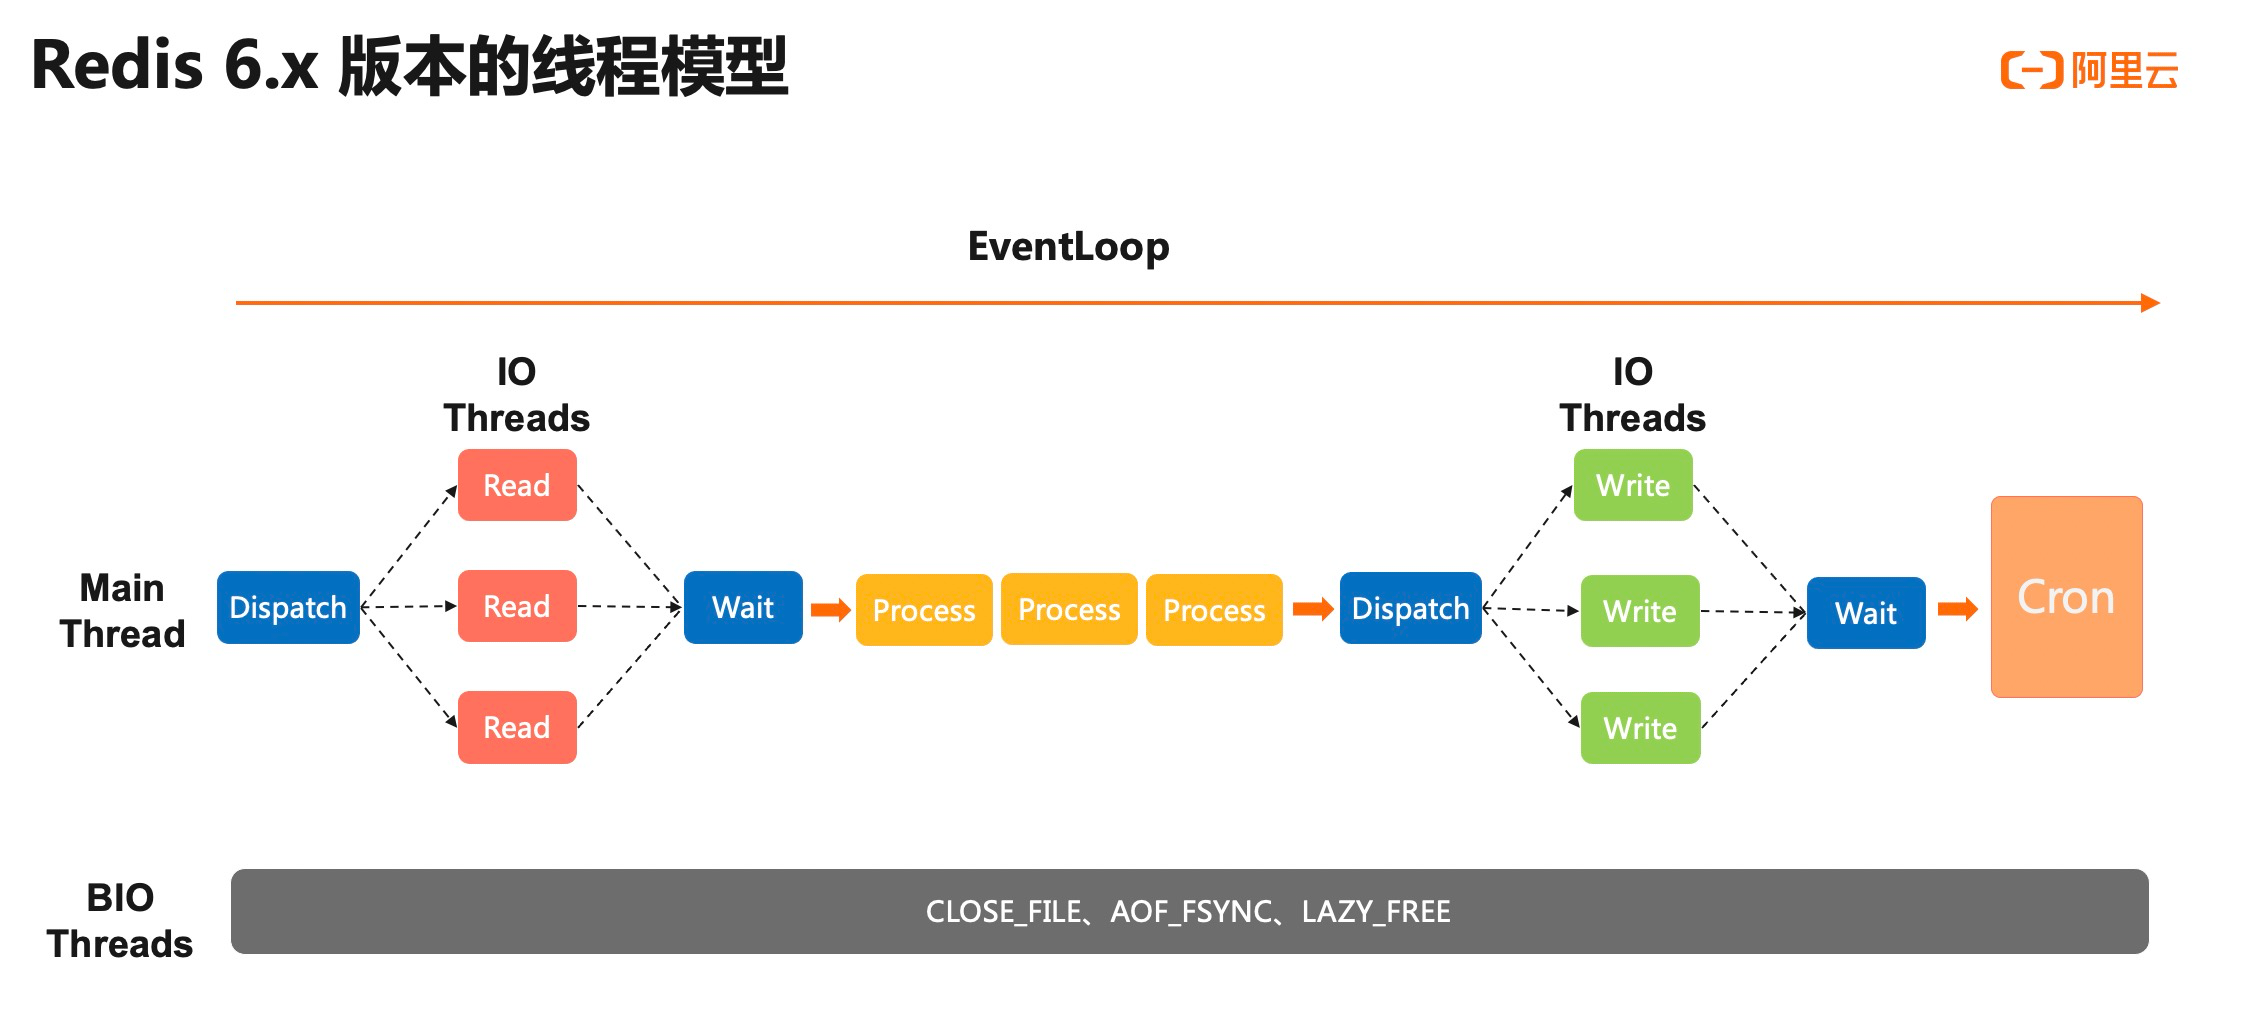 Redis 6.x 版本的线程模型
阿里云
EventLoop
IO
Threads
IO
Threads
Read
Write
Main
Thread
Dispatch
Read
Wait
Process
Process
Process
Dispatch
Write
Wait
Cron
Read
Write
BIO
Threads
CLOSE_FILE、AOF_FSYNC、LAZY_FREE